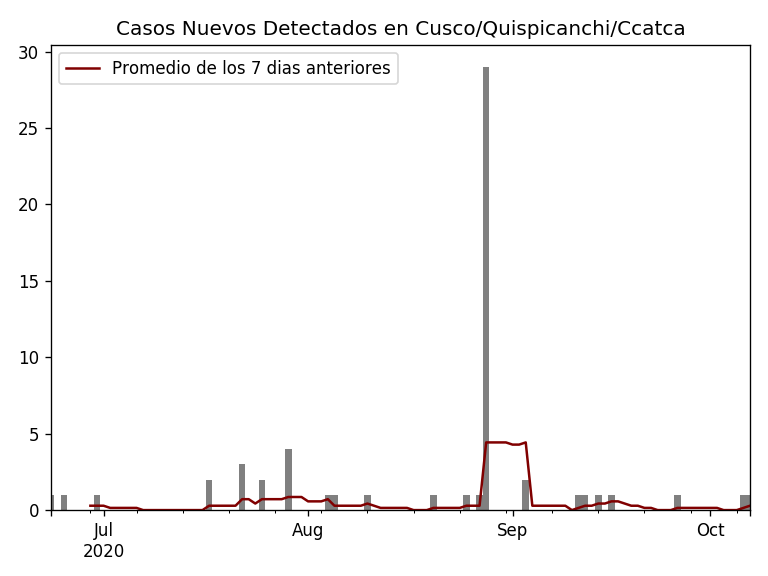 Casos Nuevos Detectados en Cusco/Quispicanchi/Ccatca
Promedio de los 7 dias anteriores
30
25
20
15
10
5
0
Jul
2020
Aug
Sep
Oct